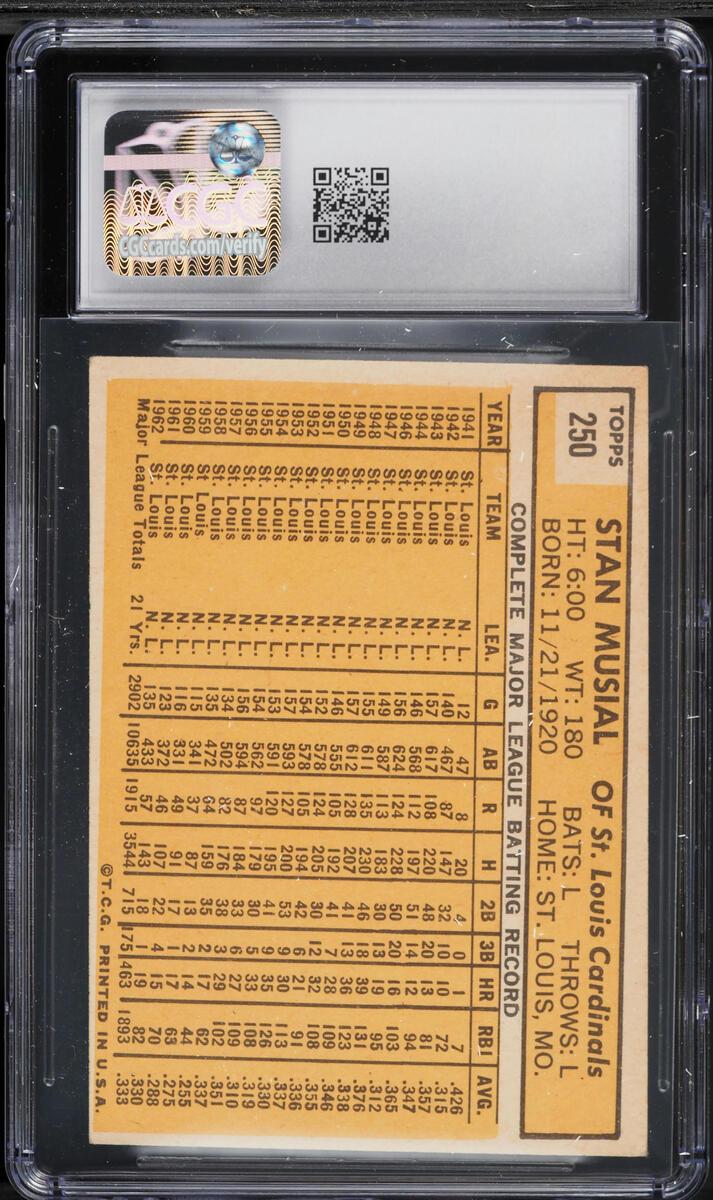 CGC
CGCcards.com/verify
TOPPS
250
STAN MUSIAL OF St. Louis Cardinals
HT: 6:00 WT: 180 BATS: L THROWS: L
BORN: 11/21/1920 HOME: ST. LOUIS, MO.
COMPLETE MAJOR LEAGUE BATTING RECORD
YEAR TEAM LEA. G AB R H 2B 3B HR RBI AVG.
1941 St. Louis N. L. 12 47 8 20 4 0 1 7 .426
1942 St. Louis N. L. 140 467 87 147 32 10 10 72 .315
1943 St. Louis N. L. 157 617 108 220 48 20 13 81 .357
1944 St. Louis N. L. 146 568 112 197 51 14 12 94 .347
1946 St. Louis N. L. 156 624 124 228 50 20 16 103 .365
1947 St. Louis N. L. 149 587 113 183 30 13 19 95 .312
1948 St. Louis N. L. 155 611 135 230 46 18 39 131 .376
1949 St. Louis N. L. 157 612 128 207 41 13 36 123 .338
1950 St. Louis N. L. 146 555 105 192 41 7 28 109 .346
1951 St. Louis N. L. 152 578 124 205 30 12 32 108 .355
1952 St. Louis N. L. 154 578 105 194 42 6 21 91 .336
1953 St. Louis N. L. 157 593 127 200 53 9 30 113 .337
1954 St. Louis N. L. 153 591 120 195 41 9 35 126 .330
1955 St. Louis N. L. 154 562 97 179 30 5 33 108 .319
1956 St. Louis N. L. 156 594 87 184 33 6 27 109 .310
1957 St. Louis N. L. 134 502 82 176 38 3 29 102 .351
1958 St. Louis N. L. 135 472 64 159 35 2 17 62 .337
1959 St. Louis N. L. 115 341 37 87 13 2 14 44 .255
1960 St. Louis N. L. 116 331 49 91 17 1 17 63 .275
1961 St. Louis N. L. 123 372 46 107 22 4 15 70 .288
1962 St. Louis N. L. 135 433 57 143 18 1 19 82 .330
Major League Totals 21 Yrs. 2902 10635 1915 3544 715 175 463 1893 .333
©T.C.G. PRINTED IN U.S.A.